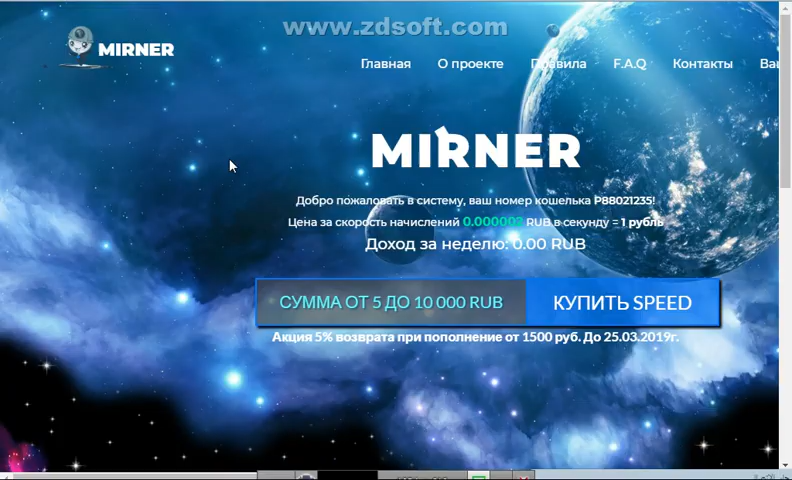 www.zdsoft.com
MIRNER
Главная О проекте Правила F.A.Q Контакты Ваш
MIRNER
Добро пожаловать в систему, ваш номер кошелька P88021235!
Цена за скорость начислений RUB в секунду = 1 рубль
Доход за неделю: 0.00 RUB
СУММА ОТ 5 ДО 10 000 RUB
КУПИТЬ SPEED
Акция 5% возврата при пополнение от 1500 руб. До 25.03.2019г.